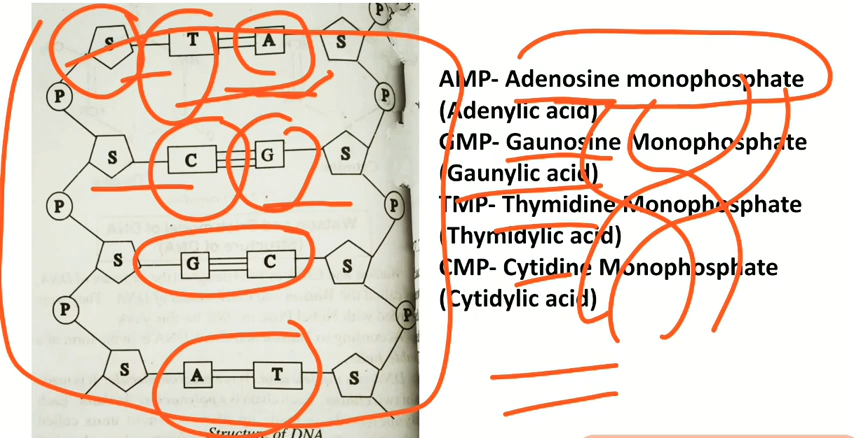 P
S T A S
P P
S C G S
P P
S G C S
P P
S A T S
Structure of DNA
AMP- Adenosine monophosphate
(Adenylic acid)
GMP- Gaunosine Monophosphate
(Gaunylic acid)
TMP- Thymidine Monophosphate
(Thymidylic acid)
CMP- Cytidine Monophosphate
(Cytidylic acid)